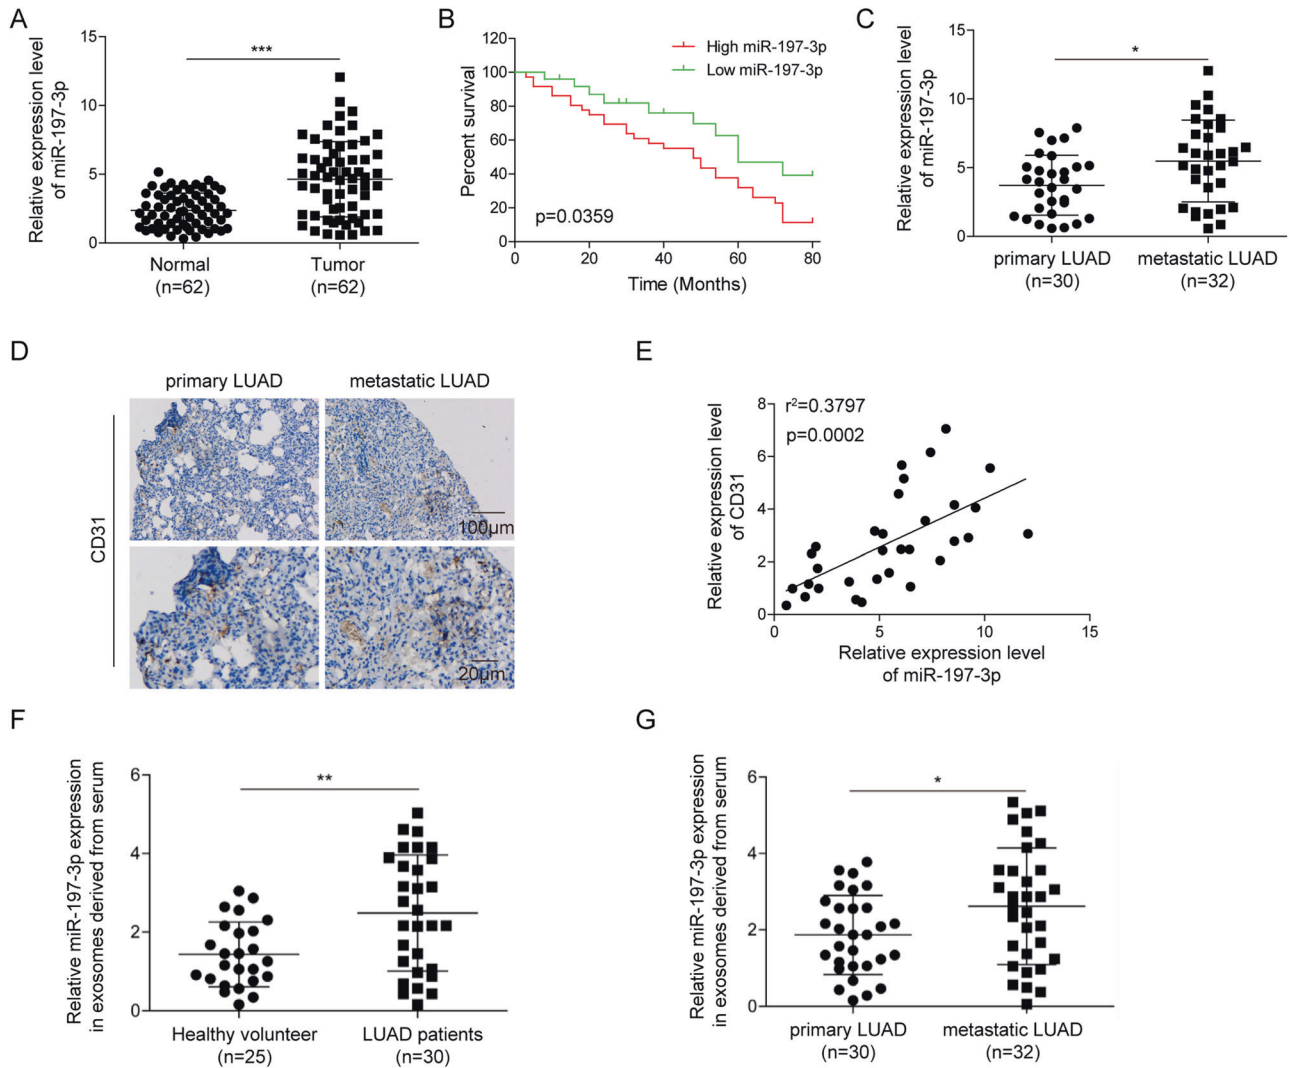 A
Relative expression level
of miR-197-3p
15
10
5
0
***
Normal
(n=62)
Tumor
(n=62)
B
Percent survival
120
100
80
60
40
20
0
High miR-197-3p
Low miR-197-3p
p=0.0359
0 20 40 60 80
Time (Months)
C
Relative expression level
of miR-197-3p
15
10
5
0
*
primary LUAD
(n=30)
metastatic LUAD
(n=32)
D
primary LUAD
metastatic LUAD
CD31
100μm
20μm
E
Relative expression level
of CD31
8
6
4
2
0
r²=0.3797
p=0.0002
0 5 10 15
Relative expression level
of miR-197-3p
F
Relative miR-197-3p expression
in exosomes derived from serum
6
4
2
0
**
Healthy volunteer
(n=25)
LUAD patients
(n=30)
G
Relative miR-197-3p expression
in exosomes derived from serum
6
4
2
0
*
primary LUAD
(n=30)
metastatic LUAD
(n=32)